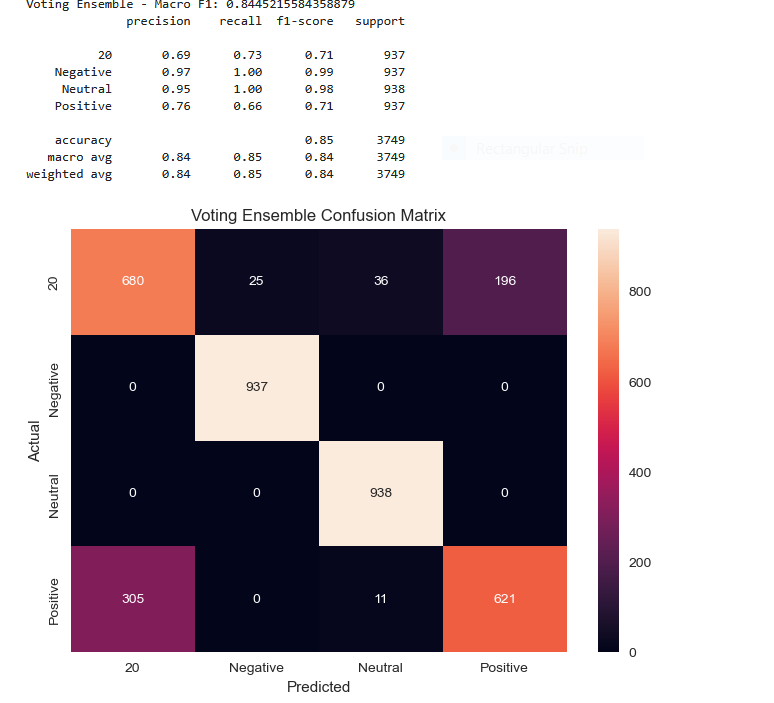 Voting Ensemble - Macro F1: 0.8445215584358879
precision recall f1-score support
20 0.69 0.73 0.71 937
Negative 0.97 1.00 0.99 937
Neutral 0.95 1.00 0.98 938
Positive 0.76 0.66 0.71 937
accuracy 0.85 3749
macro avg 0.84 0.85 0.84 3749
weighted avg 0.84 0.85 0.84 3749
Rectangular Snip
Voting Ensemble Confusion Matrix
20 680 25 36 196
Negative 0 937 0 0
Neutral 0 0 938 0
Positive 305 0 11 621
Actual
20 Negative Neutral Positive
Predicted
800
600
400
200
0